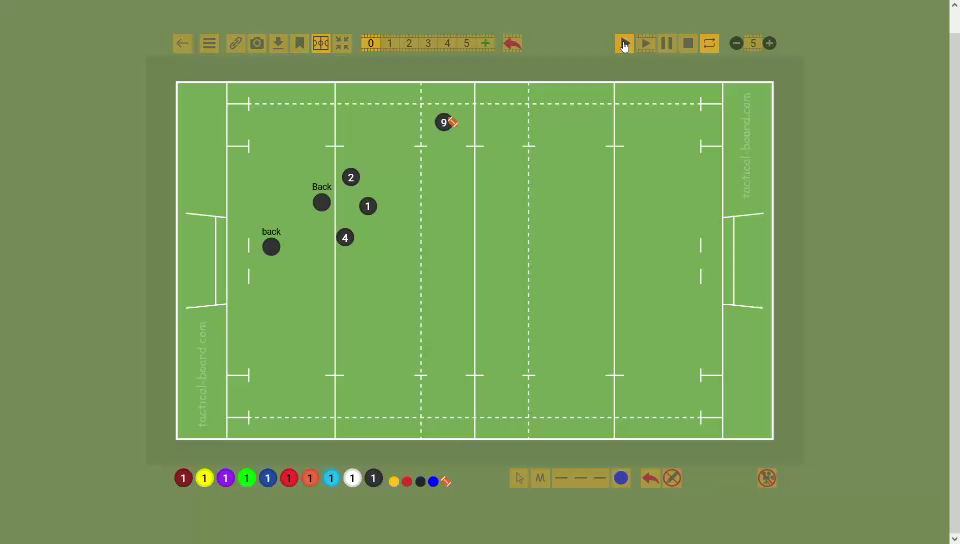 0 1 2 3 4 5 +
- 5 +
tactical-board.com
9
2
Back
1
back
4
tactical-board.com
1 1 1 1 1 1 1 1 1 1
M